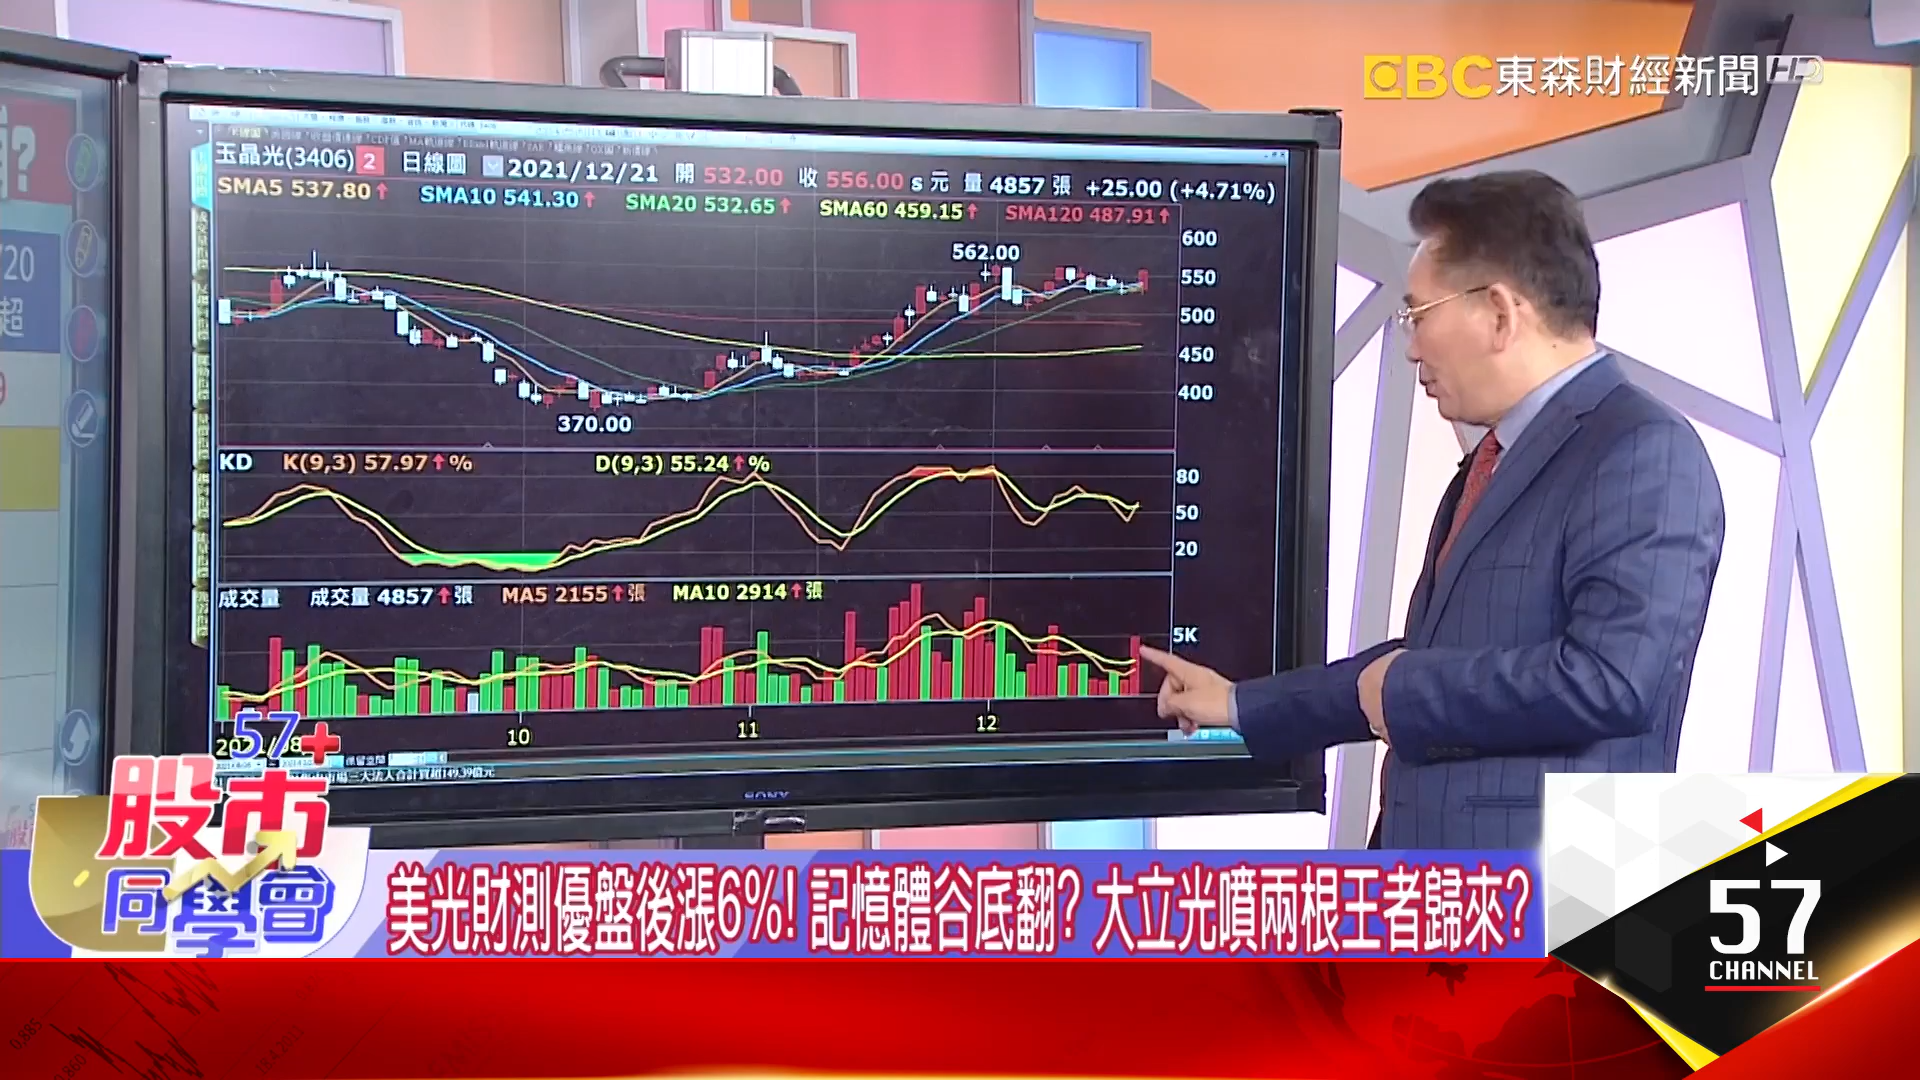 EBC東森財經新聞HD
玉晶光(3406) 2 日線圖 2021/12/21 開 532.00 收 556.00 s 元 量 4857 張 +25.00 (+4.71%)
SMA5 537.80↑ SMA10 541.30↑ SMA20 532.65↑ SMA60 459.15↑ SMA120 487.91↑
600
562.00
550
500
450
400
370.00
KD K(9,3) 57.97↑% D(9,3) 55.24↑%
80
50
20
成交量 成交量 4857↑張 MA5 2155↑張 MA10 2914↑張
5K
10 11 12
SONY
/20
超
57+
股市
同學會
美光財測優盤後漲6%! 記憶體谷底翻? 大立光噴兩根王者歸來?
57
CHANNEL